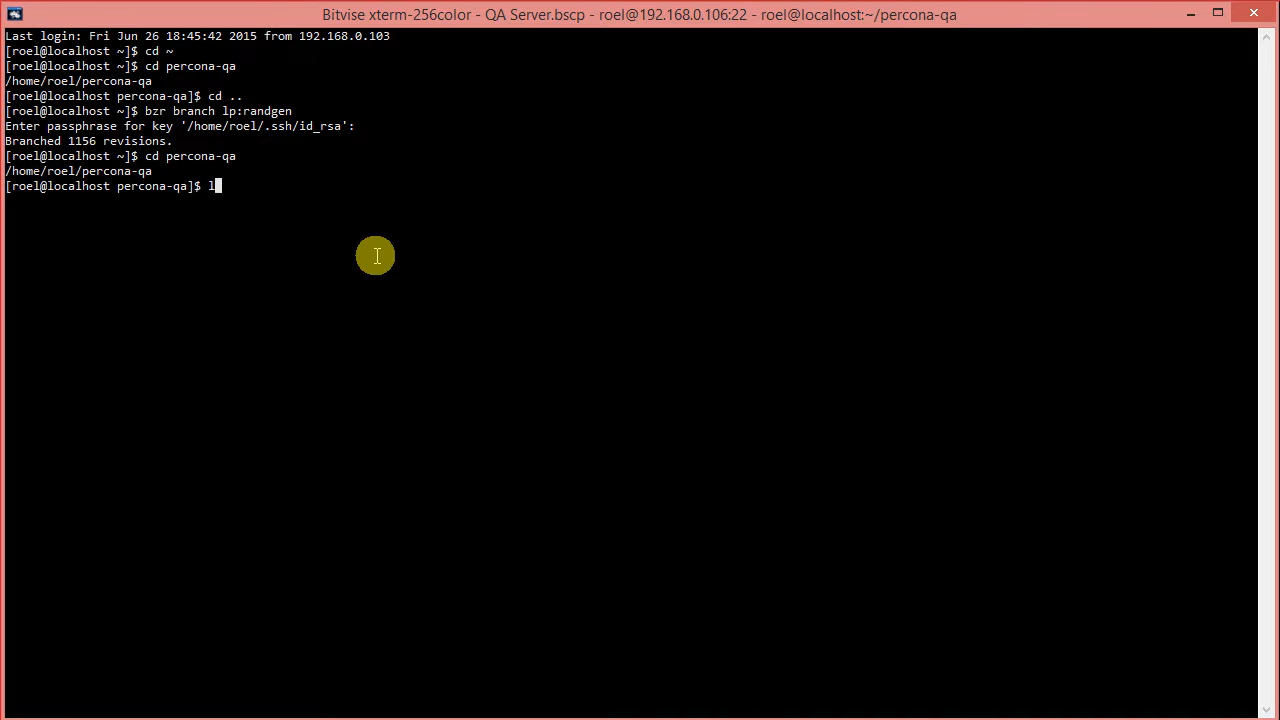 Bitvise xterm-256color - QA Server.bscp - roel@192.168.0.106:22 - roel@localhost:~/percona-qa
Last login: Fri Jun 26 18:45:42 2015 from 192.168.0.103
[roel@localhost ~]$ cd ~
[roel@localhost ~]$ cd percona-qa
/home/roel/percona-qa
[roel@localhost percona-qa]$ cd ..
[roel@localhost ~]$ bzr branch lp:randgen
Enter passphrase for key '/home/roel/.ssh/id_rsa':
Branched 1156 revisions.
[roel@localhost ~]$ cd percona-qa
/home/roel/percona-qa
[roel@localhost percona-qa]$ l